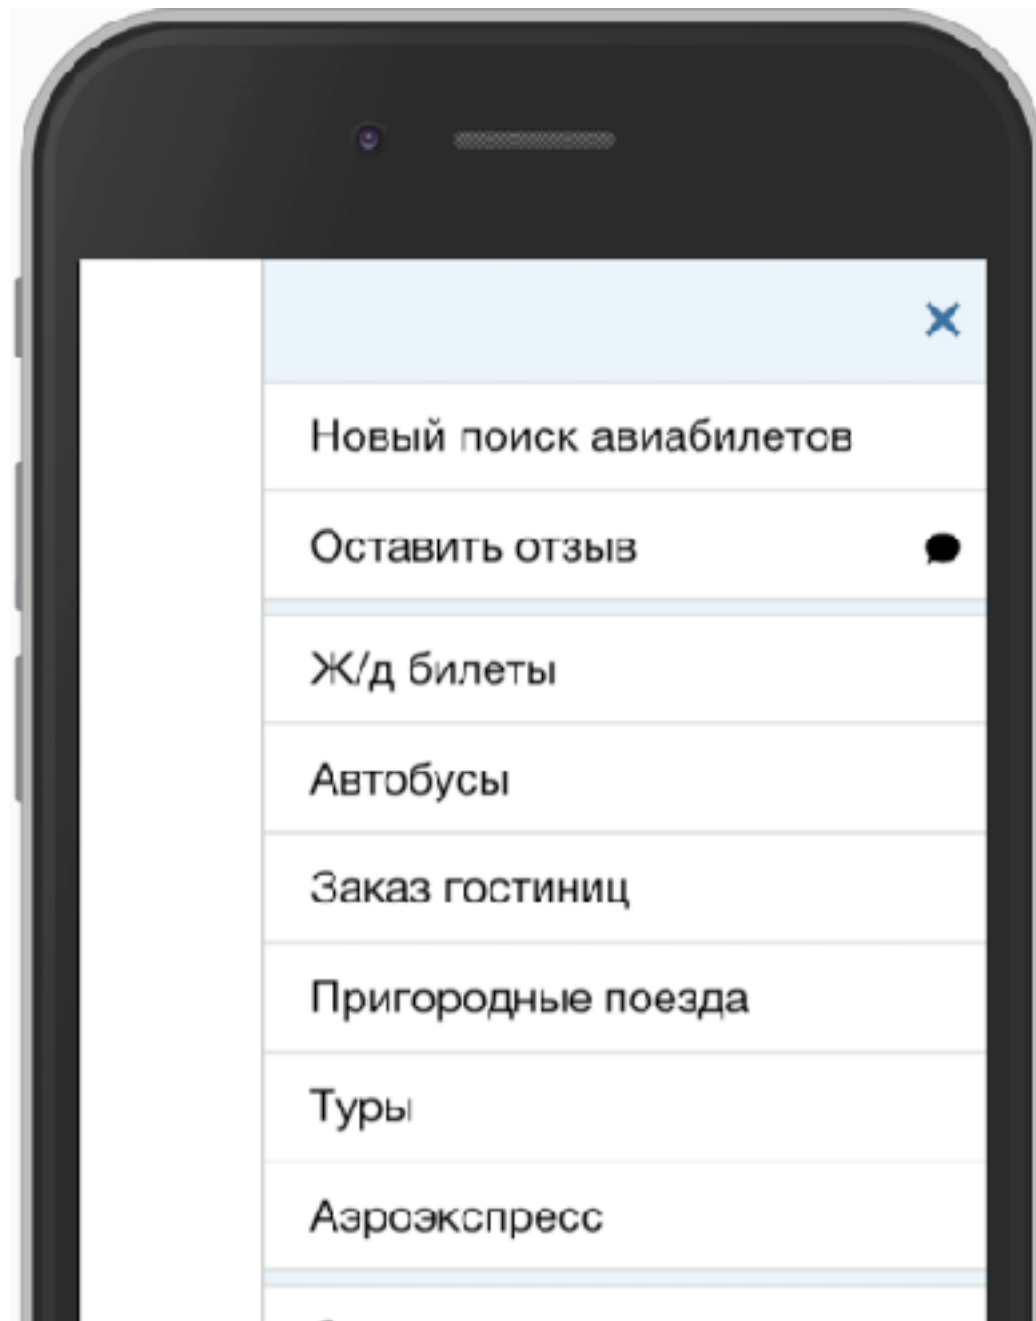 Новый поиск авиабилетов
Оставить отзыв
Ж/д билеты
Автобусы
Заказ гостиниц
Пригородные поезда
Туры
Аэроэкспресс